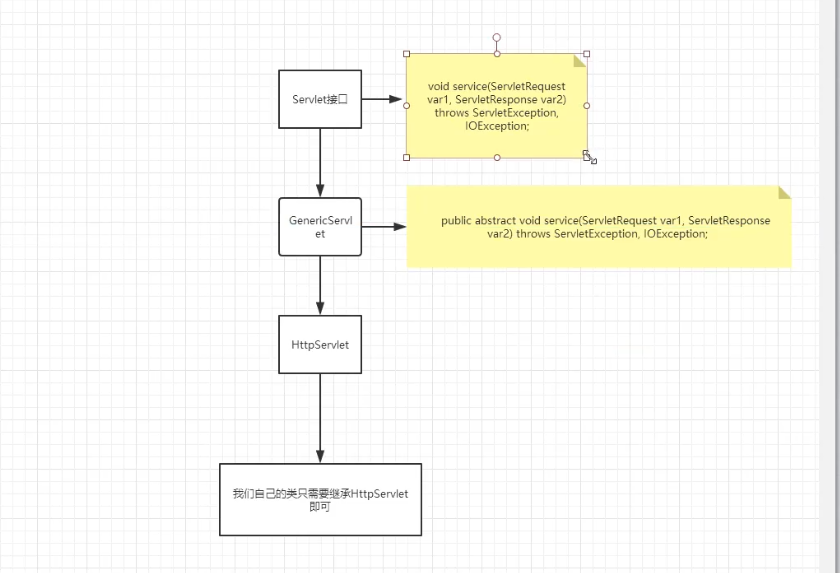 Servlet接口
void service(ServletRequest
var1, ServletResponse var2)
throws ServletException,
IOException;
GenericServl
et
public abstract void service(ServletRequest var1, ServletResponse
var2) throws ServletException, IOException;
HttpServlet
我们自己的类只需要继承HttpServlet
即可